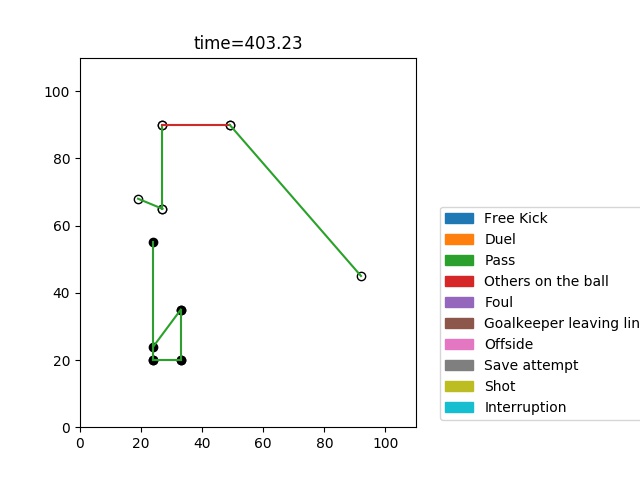 time=403.23
100
80
60
40
20
0
0 20 40 60 80 100
Free Kick
Duel
Pass
Others on the ball
Foul
Goalkeeper leaving lin
Offside
Save attempt
Shot
Interruption